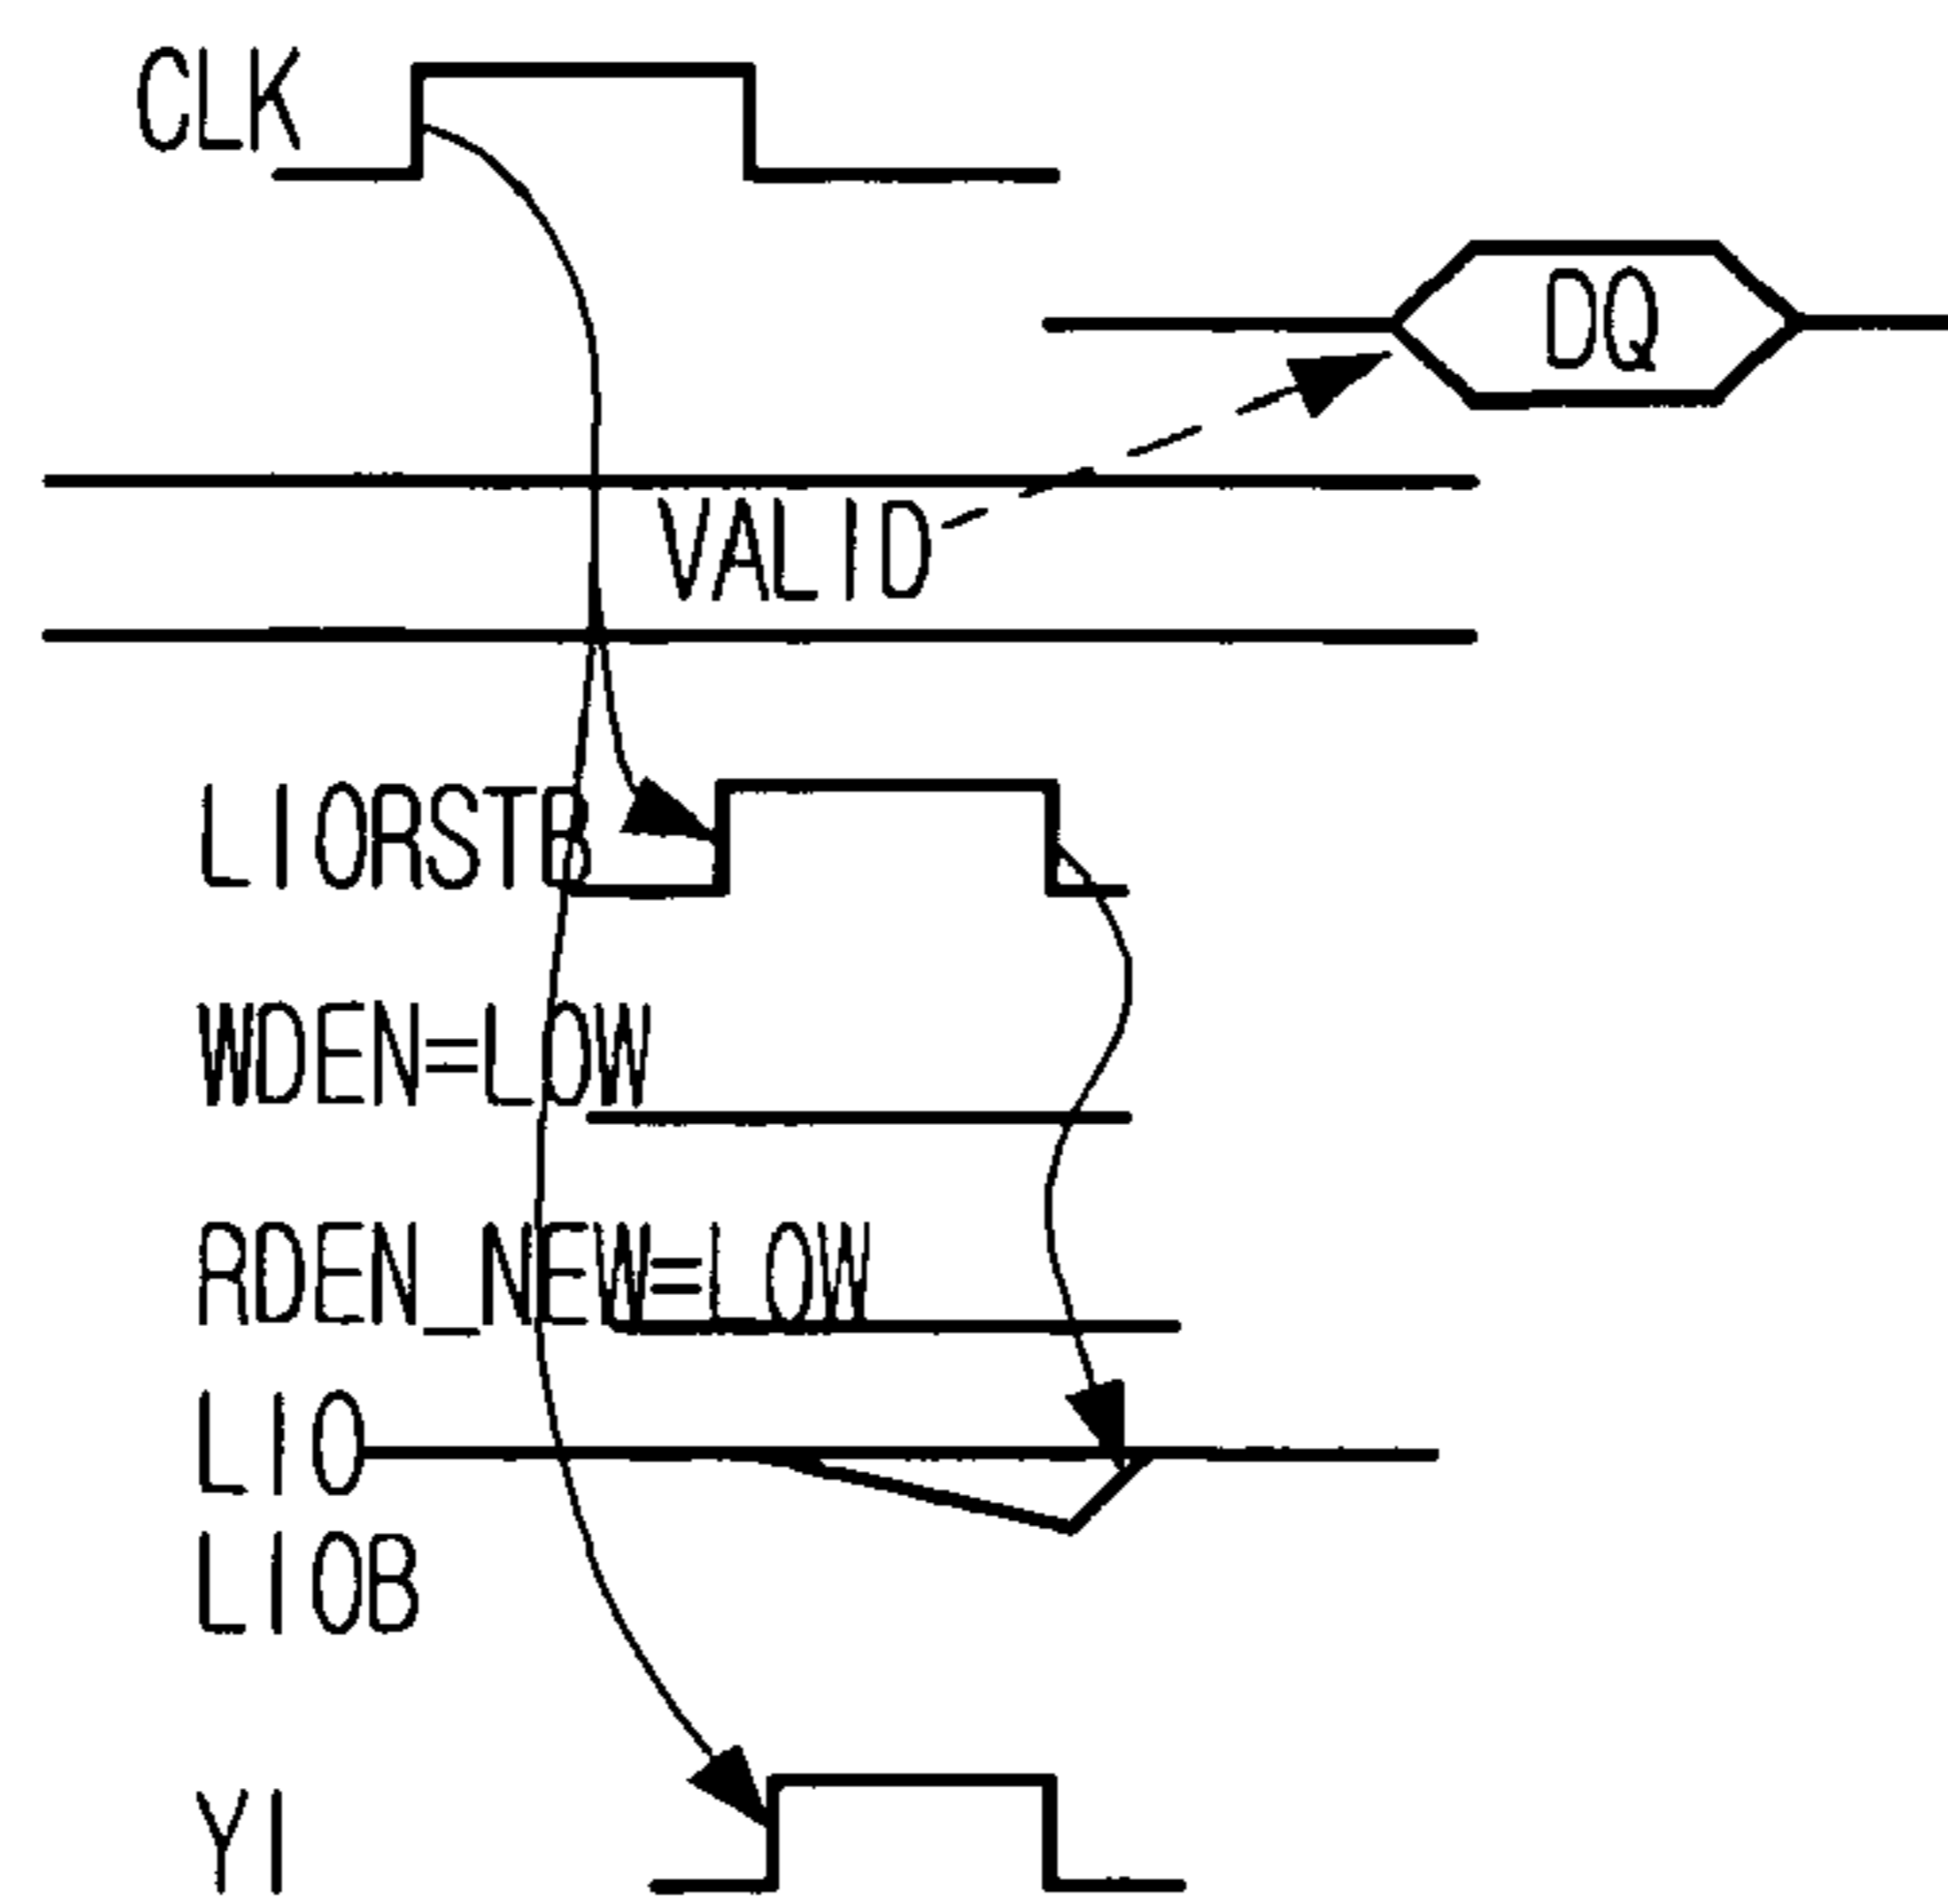 CLK
DQ
VALID
LIORSTB
WDEN=LOW
RDEN_NEW=LOW
LIO
LIOB
YI